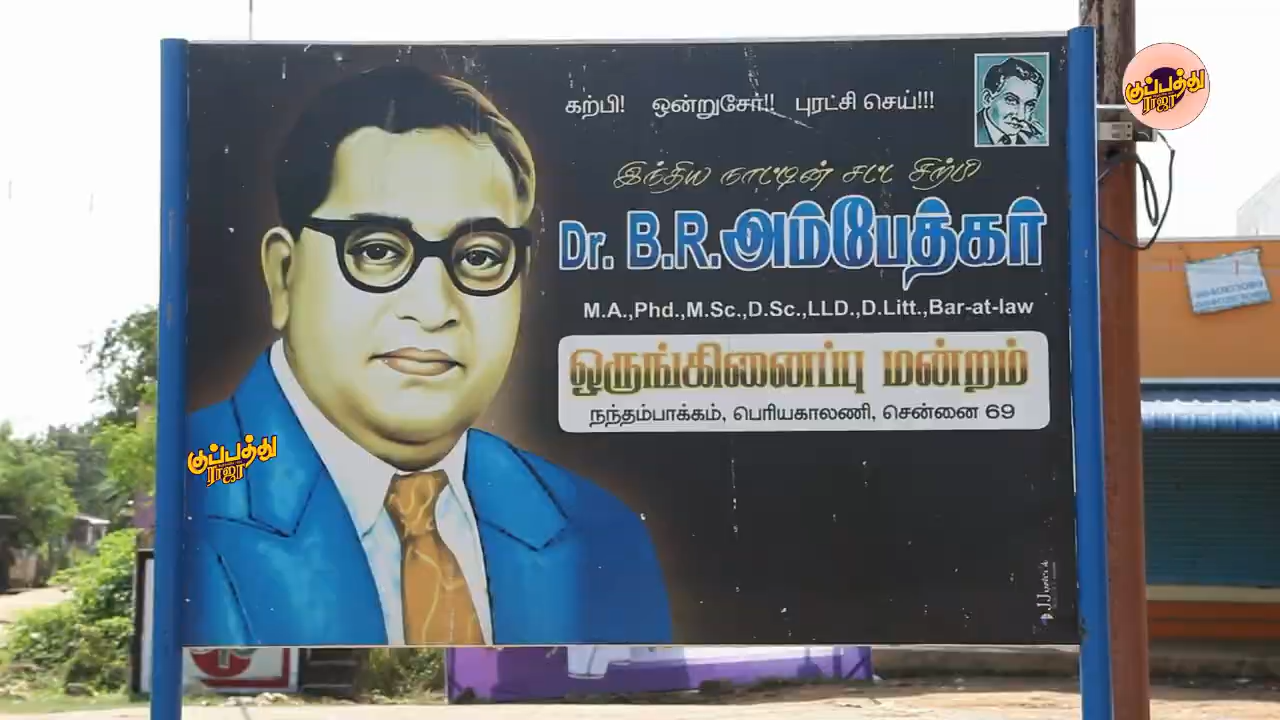 கற்பி! ஒன்றுசேர்!! புரட்சி செய்!!!
இந்திய நாட்டின் சட்ட சிற்பி
Dr. B.R.அம்பேத்கர்
M.A.,Phd.,M.Sc.,D.Sc.,LLD.,D.Litt.,Bar-at-law
ஒருங்கினைப்பு மன்றம்
நந்தம்பாக்கம், பெரியகாலணி, சென்னை 69
குப்பத்து
ராஜா
குப்பத்து
ராஜா